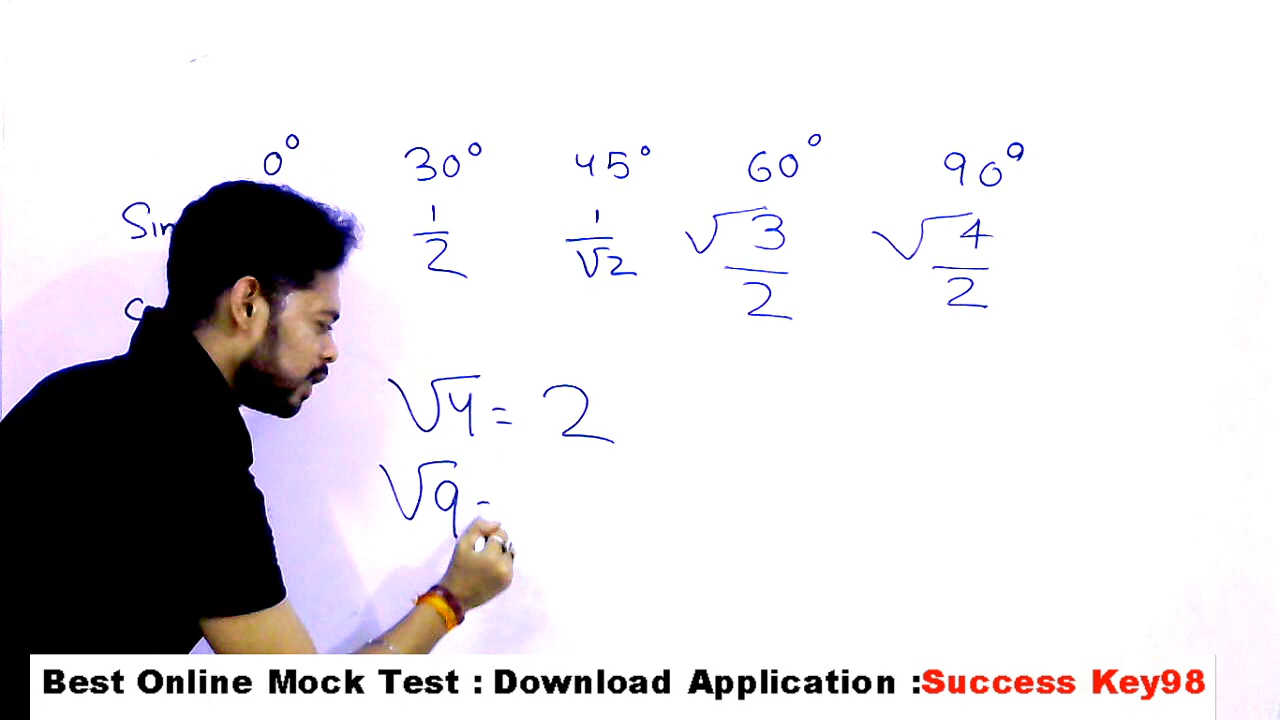 0° 30° 45° 60° 90°
Sin 1/2 1/√2 √3/2 √4/2
√4 = 2
√9 =
Best Online Mock Test : Download Application :Success Key98